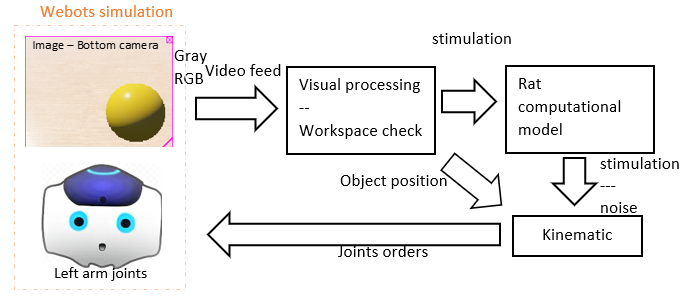 Webots simulation
Image – Bottom camera
Gray
RGB
Video feed
Visual processing
--
Workspace check
stimulation
Rat
computational
model
stimulation
---
noise
Object position
Kinematic
Joints orders
Left arm joints